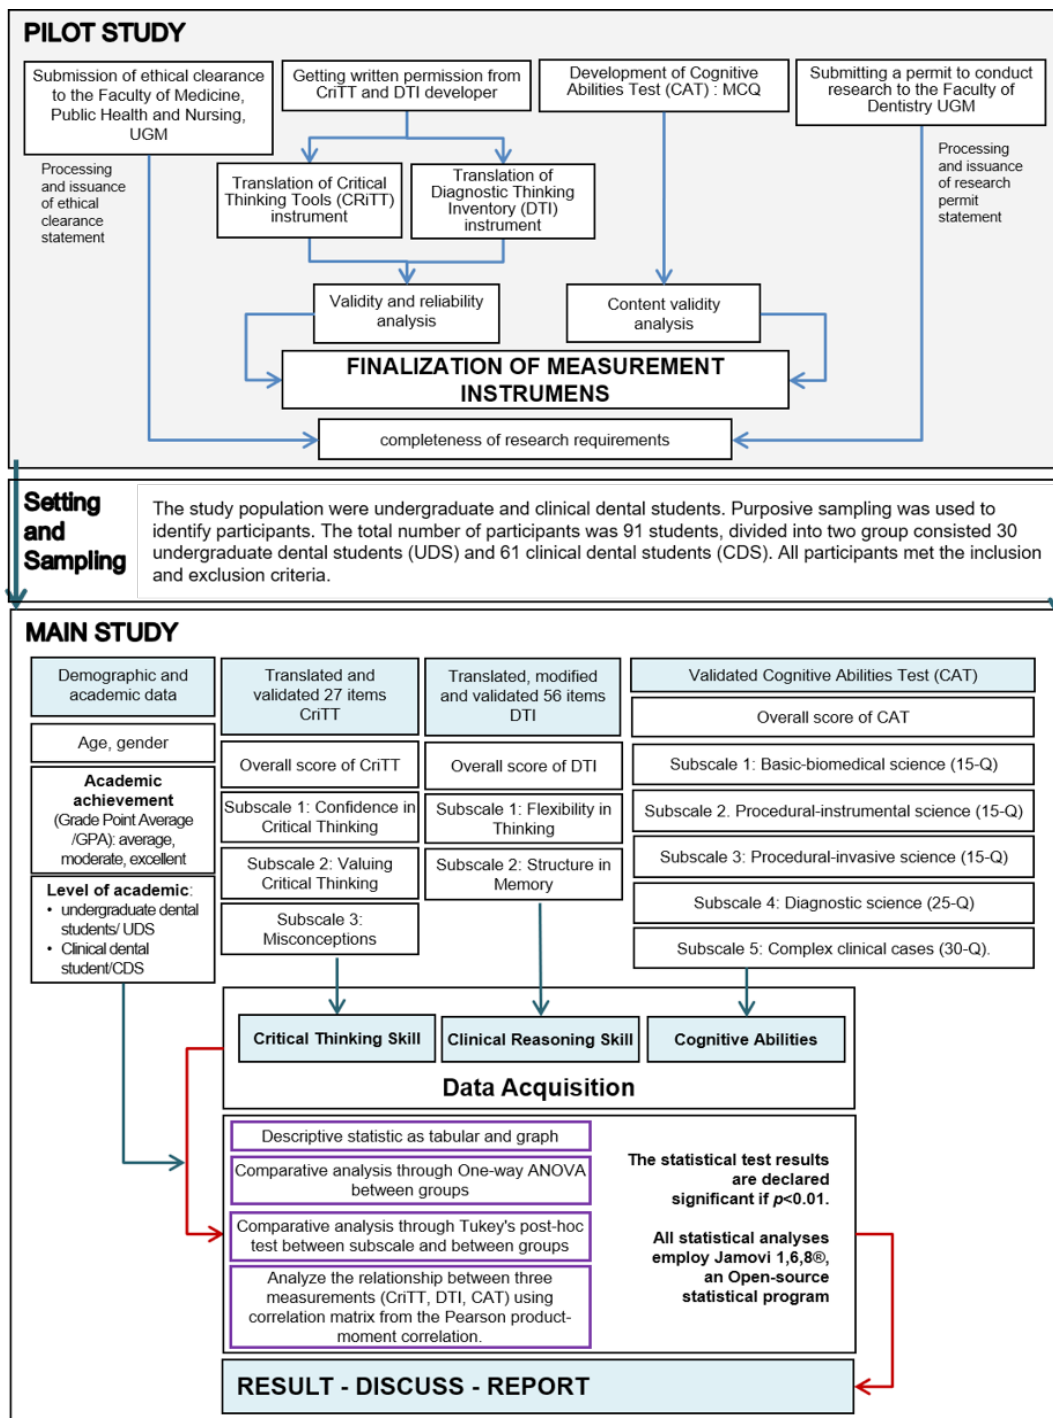 PILOT STUDY
Submission of ethical clearance
to the Faculty of Medicine,
Public Health and Nursing,
UGM
Getting written permission from
CriTT and DTI developer
Development of Cognitive
Abilities Test (CAT) : MCQ
Submitting a permit to conduct
research to the Faculty of
Dentistry UGM
Processing
and issuance
of ethical
clearance
statement
Translation of Critical
Thinking Tools (CRiTT)
instrument
Translation of
Diagnostic Thinking
Inventory (DTI)
instrument
Processing
and issuance
of research
permit
statement
Validity and reliability
analysis
Content validity
analysis
FINALIZATION OF MEASUREMENT
INSTRUMENS
completeness of research requirements
Setting
and
Sampling
The study population were undergraduate and clinical dental students. Purposive sampling was used to
identify participants. The total number of participants was 91 students, divided into two group consisted 30
undergraduate dental students (UDS) and 61 clinical dental students (CDS). All participants met the inclusion
and exclusion criteria.
MAIN STUDY
Demographic and
academic data
Age, gender
Academic
achievement
(Grade Point Average
/GPA): average,
moderate, excellent
Level of academic:
• undergraduate dental
students/ UDS
• Clinical dental
student/CDS
Translated and
validated 27 items
CriTT
Overall score of CriTT
Subscale 1: Confidence in
Critical Thinking
Subscale 2: Valuing
Critical Thinking
Subscale 3:
Misconceptions
Translated, modified
and validated 56 items
DTI
Overall score of DTI
Subscale 1: Flexibility in
Thinking
Subscale 2: Structure in
Memory
Validated Cognitive Abilities Test (CAT)
Overall score of CAT
Subscale 1: Basic-biomedical science (15-Q)
Subscale 2. Procedural-instrumental science (15-Q)
Subscale 3: Procedural-invasive science (15-Q)
Subscale 4: Diagnostic science (25-Q)
Subscale 5: Complex clinical cases (30-Q).
Critical Thinking Skill
Clinical Reasoning Skill
Cognitive Abilities
Data Acquisition
Descriptive statistic as tabular and graph
Comparative analysis through One-way ANOVA
between groups
Comparative analysis through Tukey's post-hoc
test between subscale and between groups
Analyze the relationship between three
measurements (CriTT, DTI, CAT) using
correlation matrix from the Pearson product-
moment correlation.
The statistical test results
are declared
significant if p<0.01.
All statistical analyses
employ Jamovi 1,6,8®,
an Open-source
statistical program
RESULT - DISCUSS - REPORT